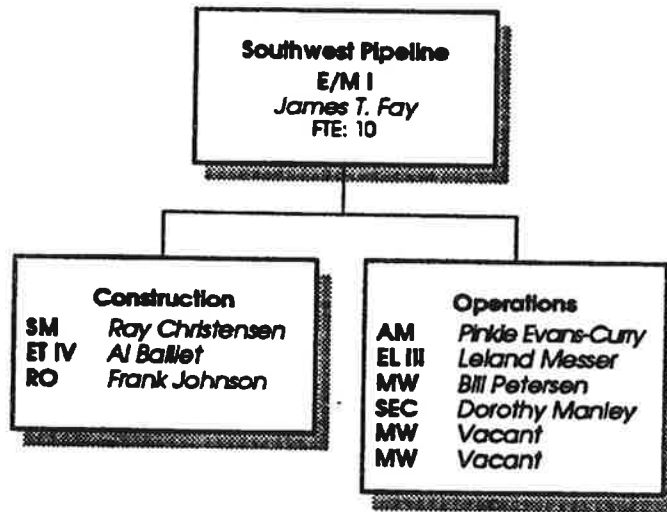 Southwest Pipeline
E/M I
James T. Fay
FTE: 10
Construction
SM Ray Christensen
ET IV Al Balliet
RO Frank Johnson
Operations
AM Pinkie Evans-Curry
EL III Leland Messer
MW Bill Petersen
SEC Dorothy Manley
MW Vacant
MW Vacant